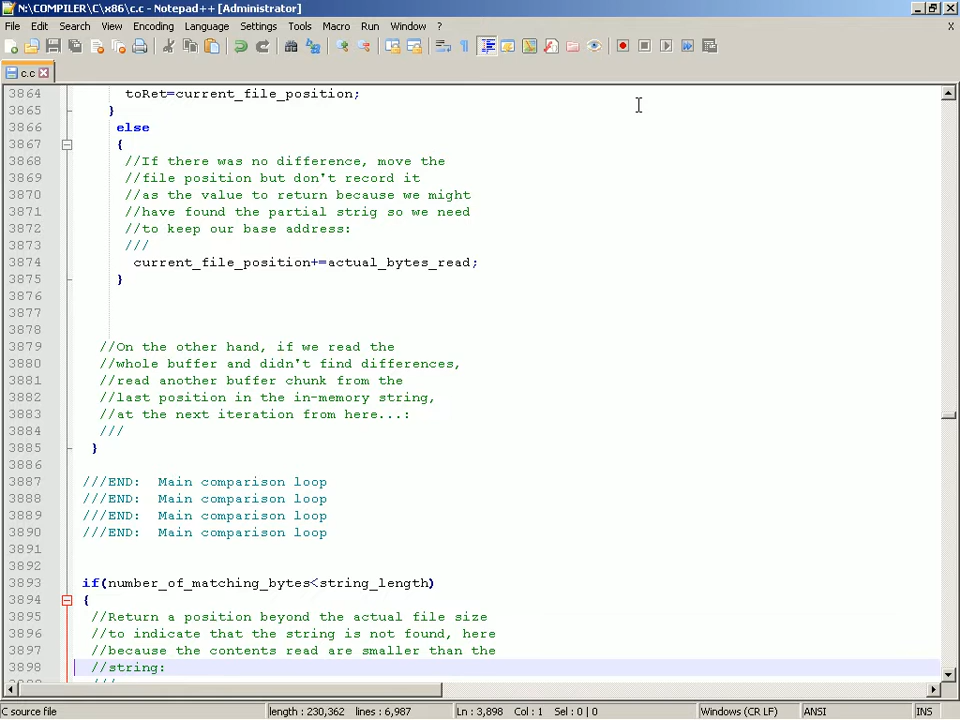 N:\COMPILER\C\x86\c.c - Notepad++ [Administrator]
File Edit Search View Encoding Language Settings Tools Macro Run Window ?
X
c.c
3864 toRet=current_file_position;
3865 }
3866 else
3867 {
3868 //If there was no difference, move the
3869 //file position but don't record it
3870 //as the value to return because we might
3871 //have found the partial strig so we need
3872 //to keep our base address:
3873 ///
3874 current_file_position+=actual_bytes_read;
3875 }
3876
3877
3878
3879 //On the other hand, if we read the
3880 //whole buffer and didn't find differences,
3881 //read another buffer chunk from the
3882 //last position in the in-memory string,
3883 //at the next iteration from here...:
3884 ///
3885 }
3886
3887 ///END:  Main comparison loop
3888 ///END:  Main comparison loop
3889 ///END:  Main comparison loop
3890 ///END:  Main comparison loop
3891
3892
3893 if(number_of_matching_bytes<string_length)
3894 {
3895 //Return a position beyond the actual file size
3896 //to indicate that the string is not found, here
3897 //because the contents read are smaller than the
3898 //string:
C source file length : 230,362 lines : 6,987 Ln : 3,898 Col : 1 Sel : 0 | 0 Windows (CR LF) ANSI INS